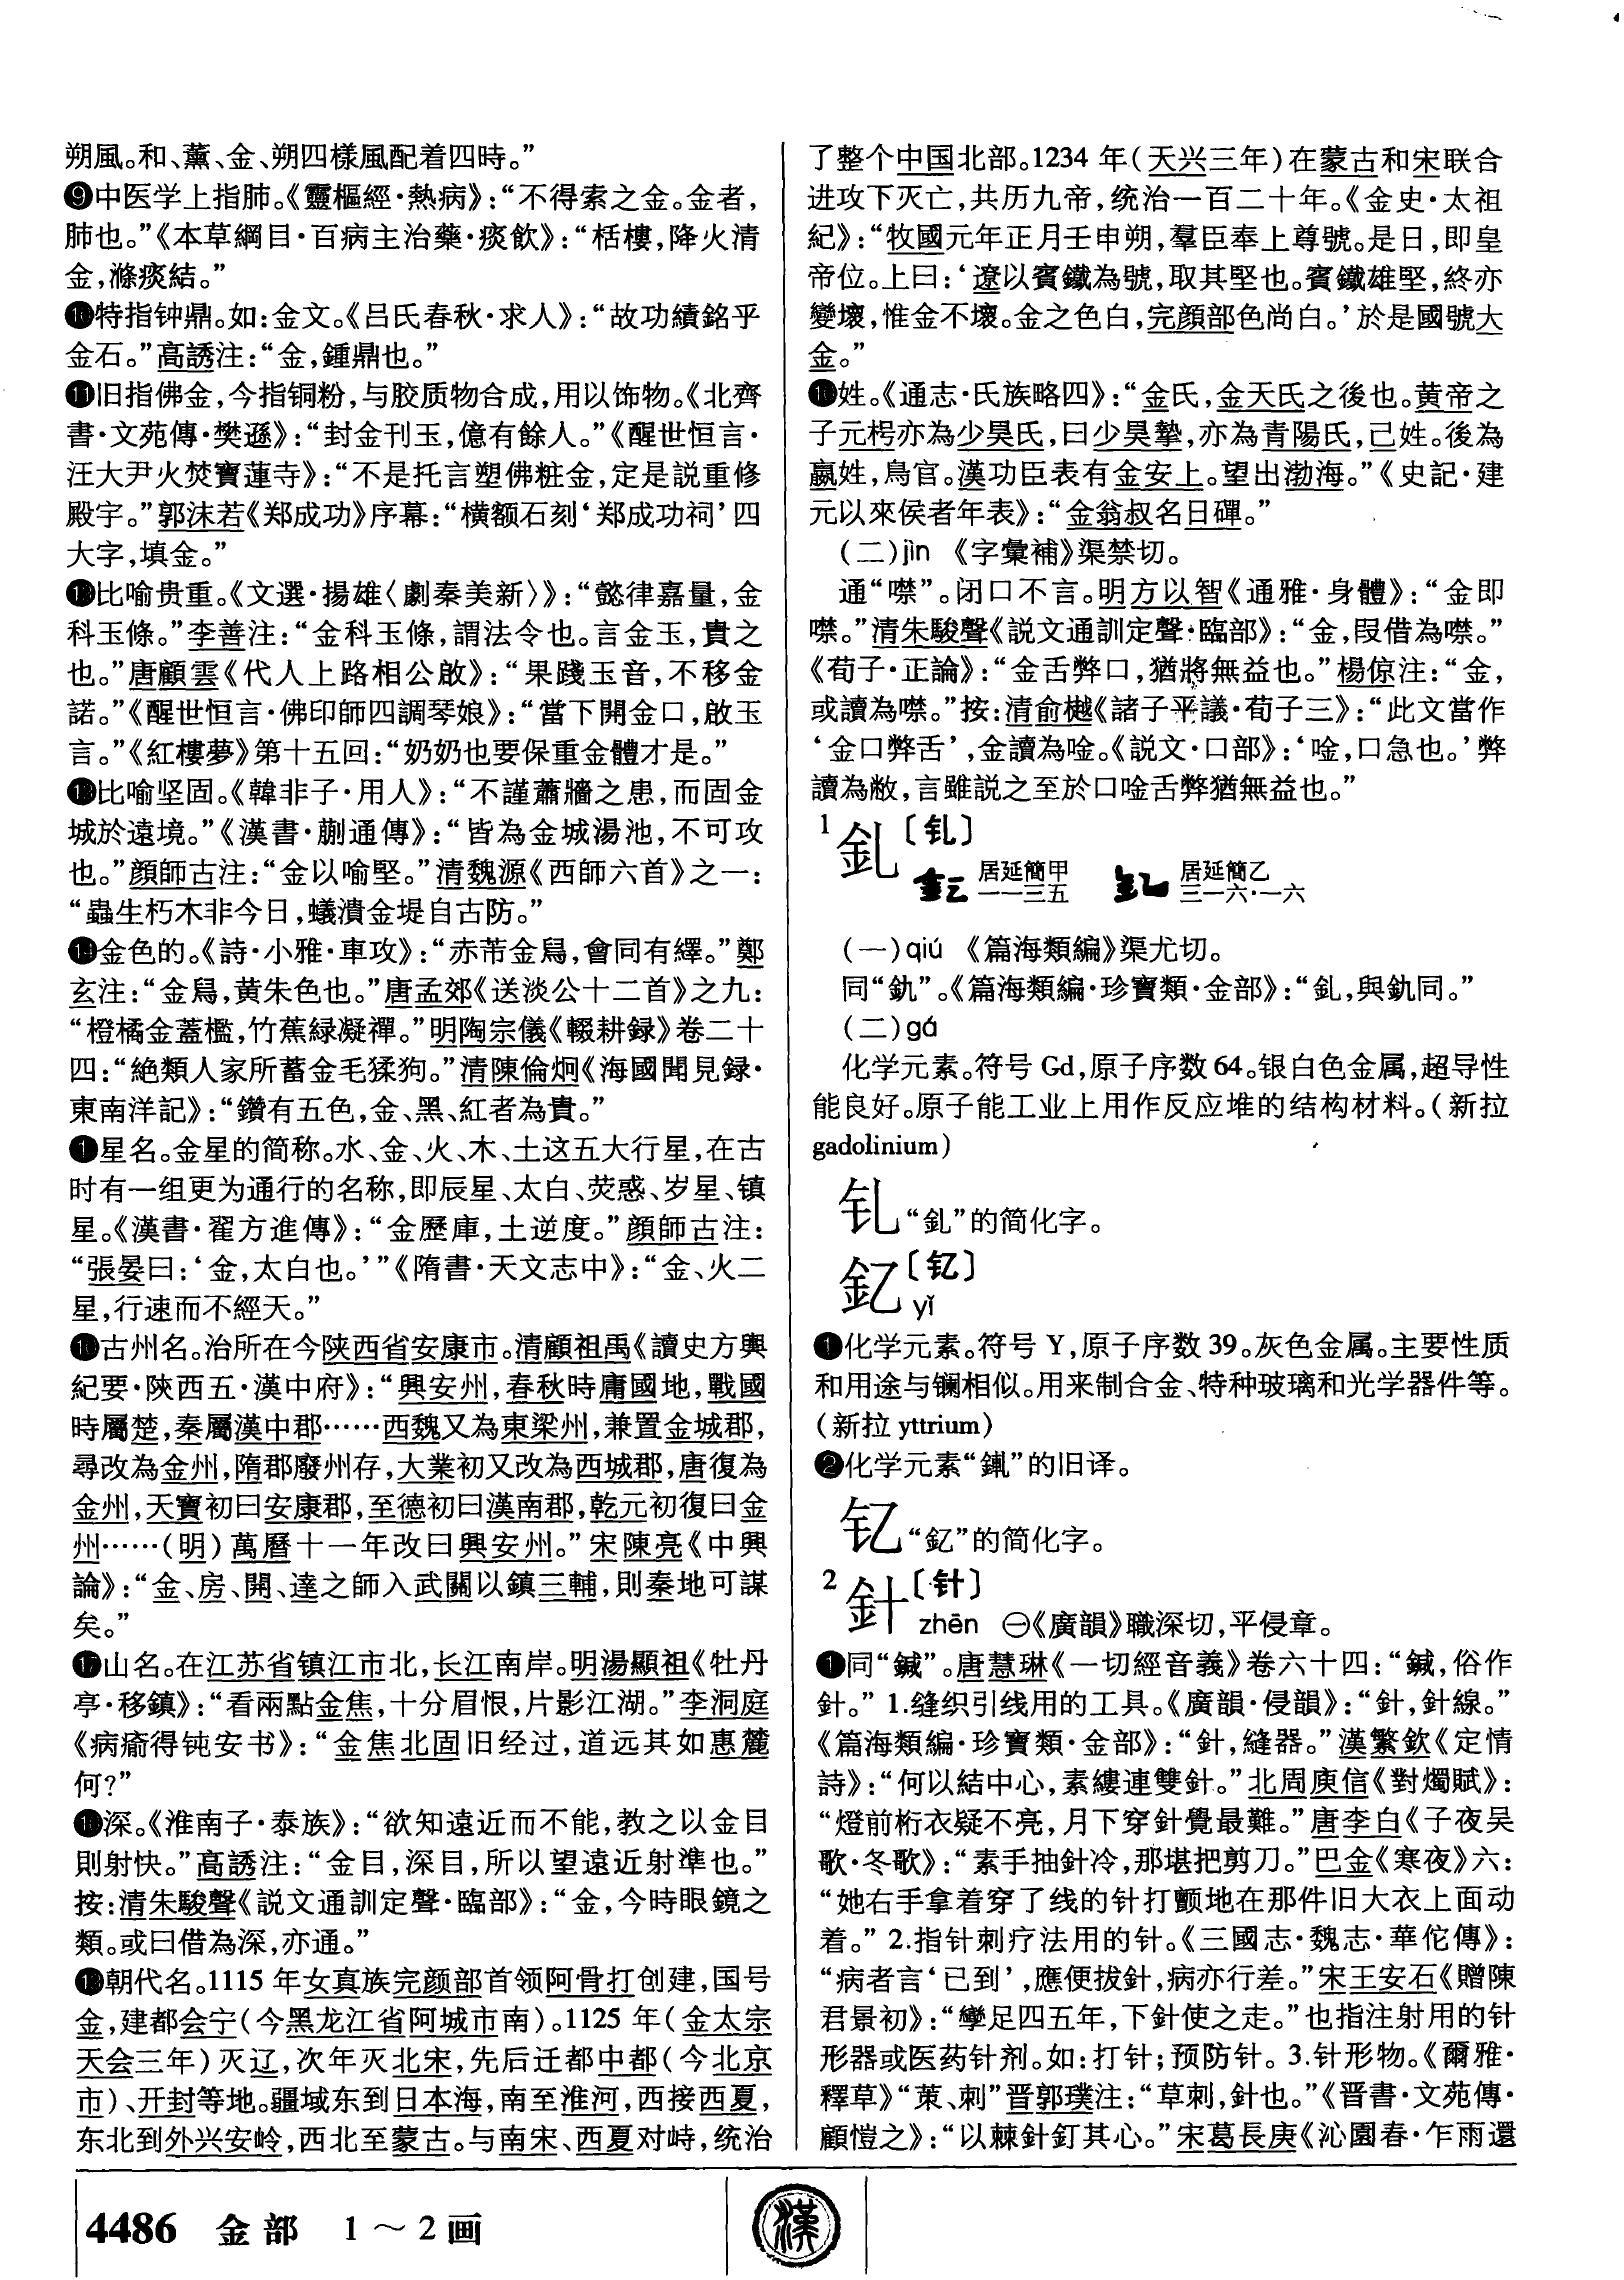 朔風。和、薰、金、朔四樣風配着四時。”
❾中医学上指肺。《靈樞經·熱病》：“不得索之金。金者，
肺也。”《本草綱目·百病主治藥·痰飲》：“栝樓，降火清
金，滌痰結。”
❿特指钟鼎。如：金文。《吕氏春秋·求人》：“故功績銘乎
金石。”高誘注：“金，鍾鼎也。”
⓫旧指佛金，今指铜粉，与胶质物合成，用以饰物。《北齊
書·文苑傳·樊遜》：“封金刊玉，億有餘人。”《醒世恒言·
汪大尹火焚寶蓮寺》：“不是托言塑佛粧金，定是説重修
殿宇。”郭沫若《郑成功》序幕：“横额石刻‘郑成功祠’四
大字，填金。”
⓬比喻贵重。《文選·揚雄〈劇秦美新〉》：“懿律嘉量，金
科玉條。”李善注：“金科玉條，謂法令也。言金玉，貴之
也。”唐顧雲《代人上路相公啟》：“果踐玉音，不移金
諾。”《醒世恒言·佛印師四調琴娘》：“當下開金口，啟玉
言。”《紅樓夢》第十五回：“奶奶也要保重金體才是。”
⓭比喻坚固。《韓非子·用人》：“不謹蕭牆之患，而固金
城於遠境。”《漢書·蒯通傳》：“皆為金城湯池，不可攻
也。”顔師古注：“金以喻堅。”清魏源《西師六首》之一：
“蟲生朽木非今日，蟻潰金堤自古防。”
⓮金色的。《詩·小雅·車攻》：“赤芾金舄，會同有繹。”鄭
玄注：“金舄，黄朱色也。”唐孟郊《送淡公十二首》之九：
“橙橘金蓋檻，竹蕉緑凝禪。”明陶宗儀《輟耕録》卷二十
四：“絶類人家所蓄金毛猱狗。”清陳倫炯《海國聞見録·
東南洋記》：“鑽有五色，金、黑、紅者為貴。”
⓯星名。金星的简称。水、金、火、木、土这五大行星，在古
时有一组更为通行的名称，即辰星、太白、荧惑、岁星、镇
星。《漢書·翟方進傳》：“金歷庫，土逆度。”顔師古注：
“張晏曰：‘金，太白也。’”《隋書·天文志中》：“金、火二
星，行速而不經天。”
⓰古州名。治所在今陕西省安康市。清顧祖禹《讀史方輿
紀要·陝西五·漢中府》：“興安州，春秋時庸國地，戰國
時屬楚，秦屬漢中郡……西魏又為東梁州，兼置金城郡，
尋改為金州，隋郡廢州存，大業初又改為西城郡，唐復為
金州，天寶初曰安康郡，至德初曰漢南郡，乾元初復曰金
州……（明）萬曆十一年改曰興安州。”宋陳亮《中興
論》：“金、房、開、達之師入武關以鎮三輔，則秦地可謀
矣。”
⓱山名。在江苏省镇江市北，长江南岸。明湯顯祖《牡丹
亭·移鎮》：“看兩點金焦，十分眉恨，片影江湖。”李洞庭
《病瘉得钝安书》：“金焦北固旧经过，道远其如惠麓
何？”
⓲深。《淮南子·泰族》：“欲知遠近而不能，教之以金目
則射快。”高誘注：“金目，深目，所以望遠近射準也。”
按：清朱駿聲《説文通訓定聲·臨部》：“金，今時眼鏡之
類。或曰借為深，亦通。”
⓳朝代名。1115年女真族完颜部首领阿骨打创建，国号
金，建都会宁（今黑龙江省阿城市南）。1125年（金太宗
天会三年）灭辽，次年灭北宋，先后迁都中都（今北京
市）、开封等地。疆域东到日本海，南至淮河，西接西夏，
东北到外兴安岭，西北至蒙古。与南宋、西夏对峙，统治
了整个中国北部。1234年（天兴三年）在蒙古和宋联合
进攻下灭亡，共历九帝，统治一百二十年。《金史·太祖
紀》：“收國元年正月壬申朔，羣臣奉上尊號。是日，即皇
帝位。上曰：‘遼以賓鐵為號，取其堅也。賓鐵雄堅，終亦
變壞，惟金不壞。金之色白，完顔部色尚白。’於是國號大
金。”
⓴姓。《通志·氏族略四》：“金氏，金天氏之後也。黄帝之
子元枵亦為少昊氏，曰少昊摯，亦為青陽氏，己姓。後為
嬴姓，鳥官。漢功臣表有金安上。望出渤海。”《史記·建
元以來侯者年表》：“金翁叔名日磾。”
（二）jìn 《字彙補》渠禁切。
通“噤”。闭口不言。明方以智《通雅·身體》：“金即
噤。”清朱駿聲《説文通訓定聲·臨部》：“金，叚借為噤。”
《荀子·正論》：“金舌弊口，猶將無益也。”楊倞注：“金，
或讀為噤。”按：清俞樾《諸子平議·荀子三》：“此文當作
‘金口弊舌’，金讀為唫。《説文·口部》：‘唫，口急也。’弊
讀為敝，言雖説之至於口唫舌弊猶無益也。”
1 釓〔钆〕
居延簡甲一一三五 居延簡乙三一六·一六
（一）qiú 《篇海類編》渠尤切。
同“釚”。《篇海類編·珍寶類·金部》：“釓，與釚同。”
（二）gá
化学元素。符号Gd，原子序数64。银白色金属，超导性
能良好。原子能工业上用作反应堆的结构材料。（新拉
gadolinium）
钆“釓”的简化字。
釔〔钇〕
yǐ
❶化学元素。符号Y，原子序数39。灰色金属。主要性质
和用途与镧相似。用来制合金、特种玻璃和光学器件等。
（新拉yttrium）
❷化学元素“釓”的旧译。
钇“釔”的简化字。
2 針〔针〕
zhēn ㊀《廣韻》職深切，平侵章。
❶同“鍼”。唐慧琳《一切經音義》卷六十四：“鍼，俗作
針。” 1.缝织引线用的工具。《廣韻·侵韻》：“針，針線。”
《篇海類編·珍寶類·金部》：“針，縫器。”漢繁欽《定情
詩》：“何以結中心，素縷連雙針。”北周庾信《對燭賦》：
“燈前桁衣疑不亮，月下穿針覺最難。”唐李白《子夜吴
歌·冬歌》：“素手抽針冷，那堪把剪刀。”巴金《寒夜》六：
“她右手拿着穿了线的针打颤地在那件旧大衣上面动
着。” 2.指针刺疗法用的针。《三國志·魏志·華佗傳》：
“病者言‘已到’，應便拔針，病亦行差。”宋王安石《贈陳
君景初》：“攣足四五年，下針使之走。”也指注射用的针
形器或医药针剂。如：打针；预防针。 3.针形物。《爾雅·
釋草》“茦、刺”晋郭璞注：“草刺，針也。”《晋書·文苑傳·
顧愷之》：“以棘針釘其心。”宋葛長庚《沁園春·乍雨還
4486 金部 1～2画
漢